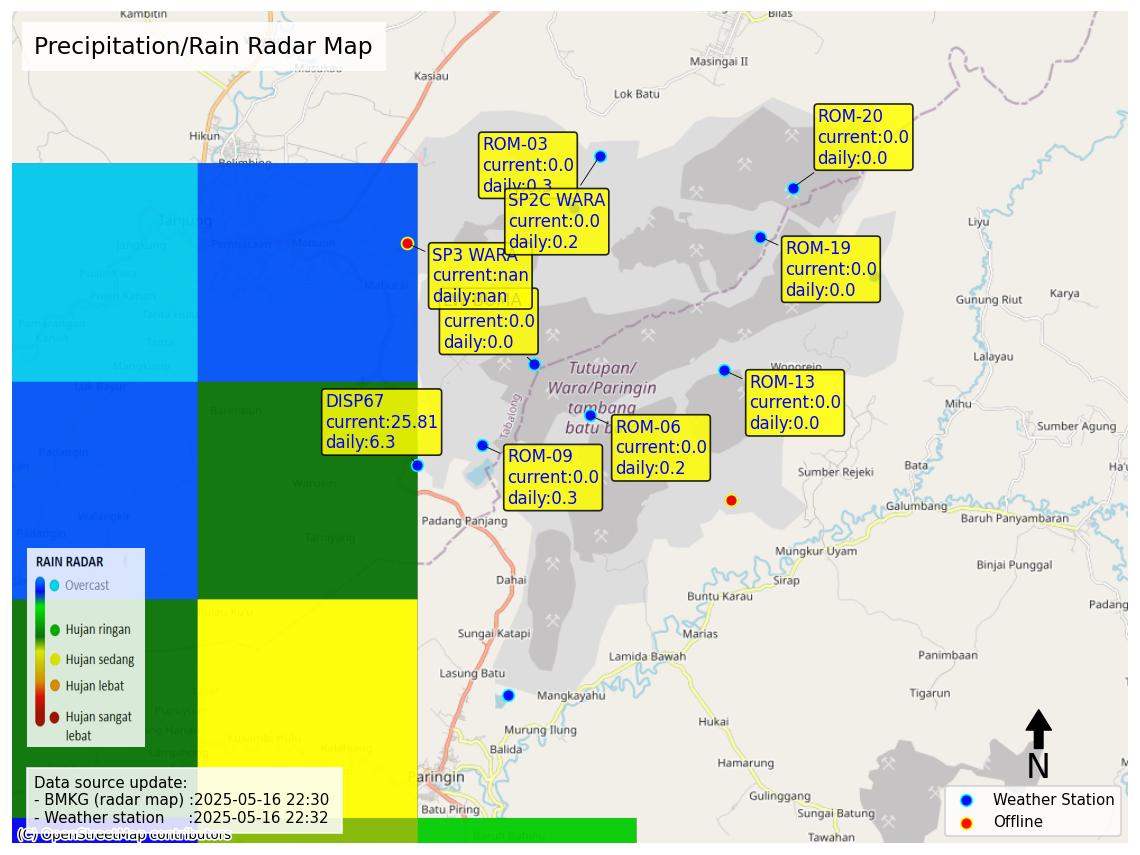 Precipitation/Rain Radar Map
Kambitin
Bilas
Masukau
Kasiau
Masingai II
Lok Batu
Hikun
Belimbing
ROM-20
current:0.0
daily:0.0
ROM-03
current:0.0
daily:0.3
SP2C WARA
current:0.0
daily:0.2
Tanjung
Jangkung
Pembataan
Mabuun
Liyu
SP3 WARA
current:nan
daily:nan
ROM-19
current:0.0
daily:0.0
Maburai
current:0.0
daily:0.0
Gunung Riut
Karya
Pamarangan
Kanan
Lalayau
Tutupan/
Wara/Paringin
tambang
batu b
Wonorejo
ROM-13
current:0.0
daily:0.0
Tabalong
DISP67
current:25.81
daily:6.3
Mihu
ROM-06
current:0.0
daily:0.2
Sumber Agung
ROM-09
current:0.0
daily:0.3
Bata
Ha'u
Sumber Rejeki
Galumbang
Baruh Panyambaran
Padang Panjang
Mungkur Uyam
Binjai Punggal
Dahai
Sirap
Buntu Karau
Padang
Sungai Katapi
Marias
Lamida Bawah
Panimbaan
Lasung Batu
Mangkayahu
Tigarun
Hukai
Murung Ilung
Balida
Hamarung
Paringin
Gulinggang
Batu Piring
Sungai Batung
Tawahan
RAIN RADAR
Overcast
Hujan ringan
Hujan sedang
Hujan lebat
Hujan sangat
lebat
Data source update:
- BMKG (radar map) :2025-05-16 22:30
- Weather station :2025-05-16 22:32
(C) OpenStreetMap contributors
N
Weather Station
Offline